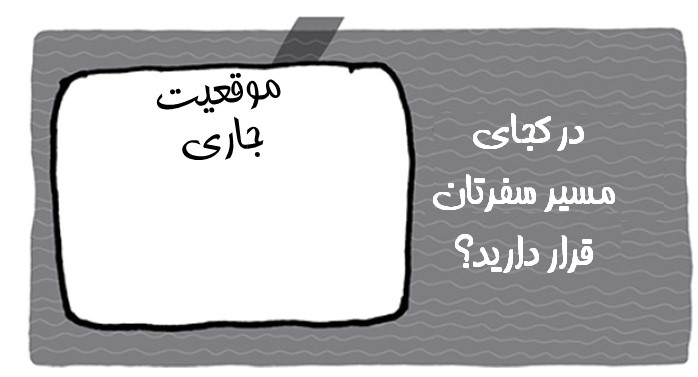 موقعیت
جاری
در کجای
مسیر سفرتان
قرار دارید؟